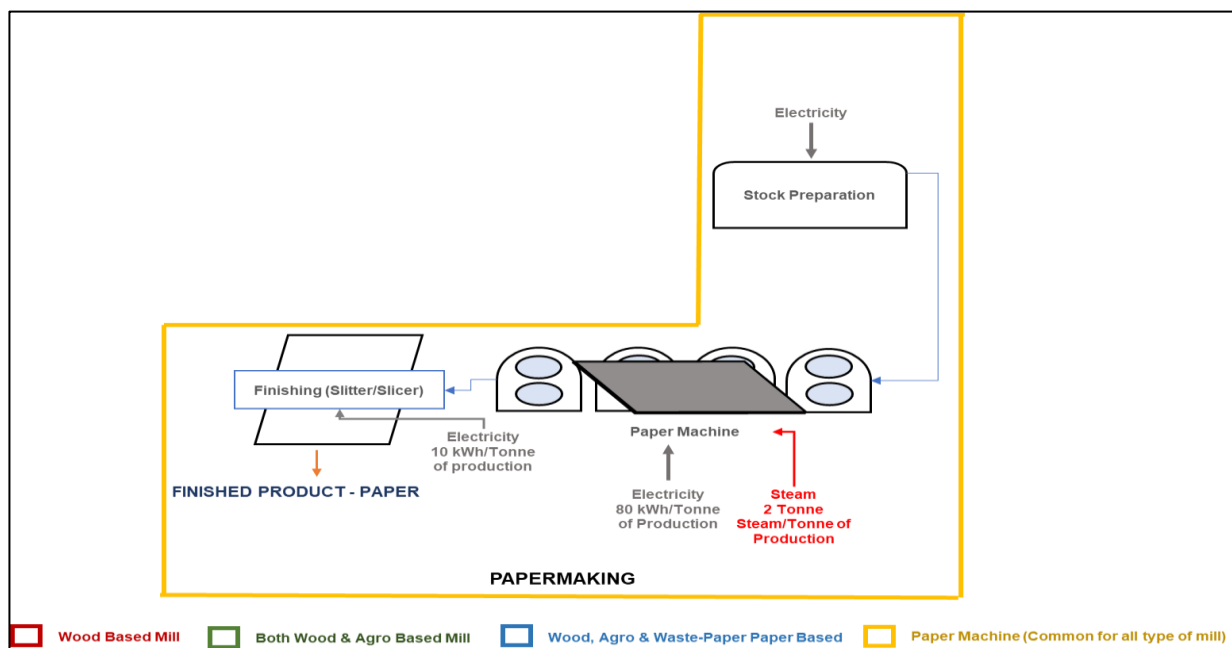 Electricity
Stock Preparation
Finishing (Slitter/Slicer)
Electricity
10 kWh/Tonne
of production
Paper Machine
FINISHED PRODUCT - PAPER
Electricity
80 kWh/Tonne
of Production
Steam
2 Tonne
Steam/Tonne of
Production
PAPERMAKING
Wood Based Mill
Both Wood & Agro Based Mill
Wood, Agro & Waste-Paper Paper Based
Paper Machine (Common for all type of mill)